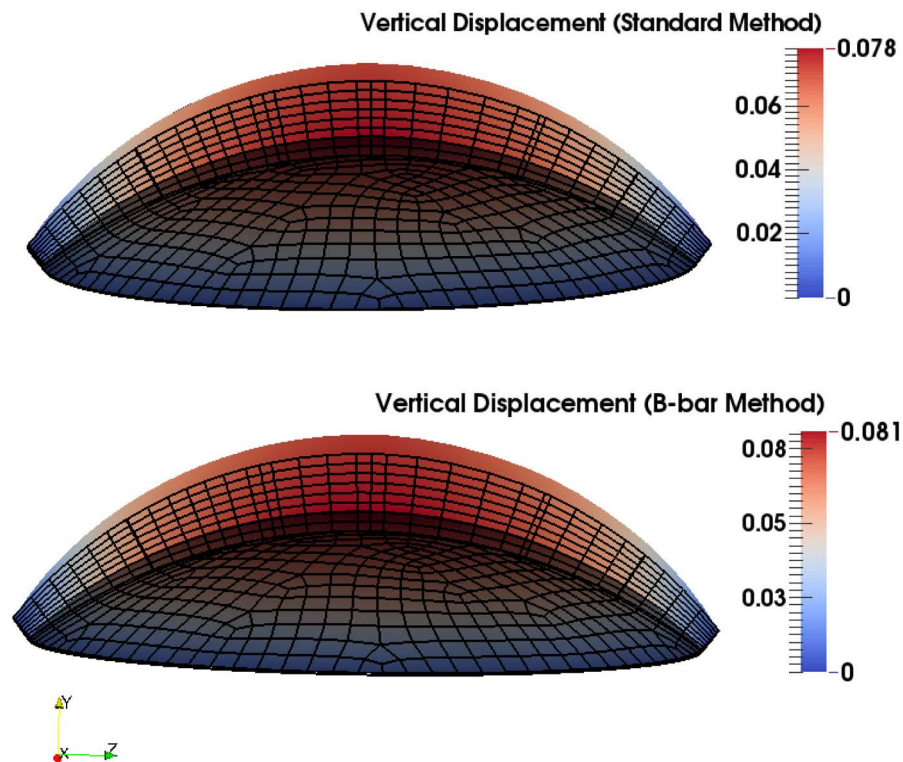 Vertical Displacement (Standard Method)
0.078
0.06
0.04
0.02
0
Vertical Displacement (B-bar Method)
0.081
0.08
0.05
0.03
0
Y
X
Z